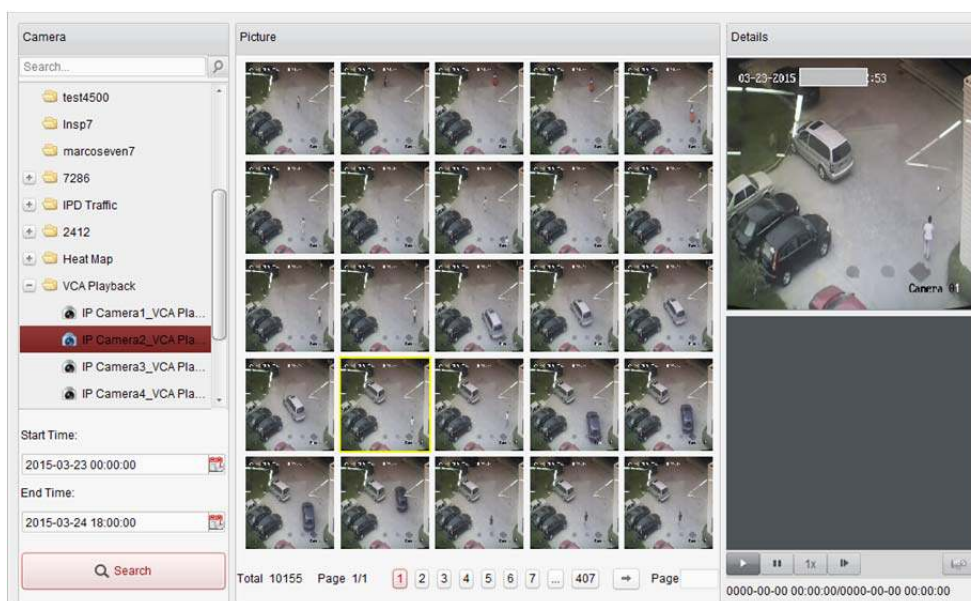 Camera
Search...
test4500
Insp7
marcoseven7
7286
IPD Traffic
2412
Heat Map
VCA Playback
IP Camera1_VCA Pla...
IP Camera2_VCA Pla...
IP Camera3_VCA Pla...
IP Camera4_VCA Pla...
Start Time:
2015-03-23 00:00:00
End Time:
2015-03-24 18:00:00
Search
Picture
Total 10155 Page 1/1 1 2 3 4 5 6 7 ... 407 Page
Details
03-23-2015 :53
Camera 01
1x
0000-00-00 00:00:00/0000-00-00 00:00:00